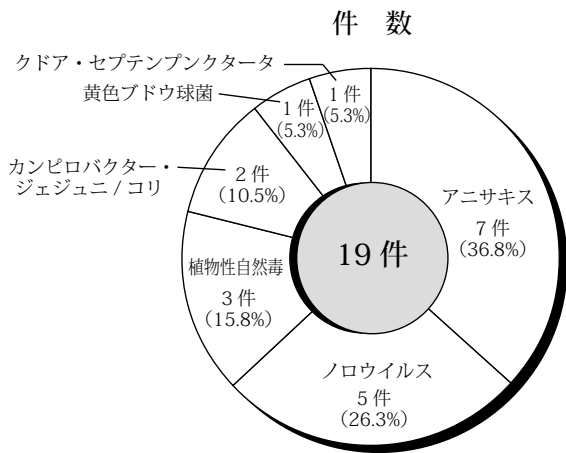 件 数
クドア・セプテンプンクタータ
1 件
(5.3%)
黄色ブドウ球菌
1 件
(5.3%)
カンピロバクター・
ジェジュニ / コリ
2 件
(10.5%)
植物性自然毒
3 件
(15.8%)
ノロウイルス
5 件
(26.3%)
アニサキス
7 件
(36.8%)
19 件